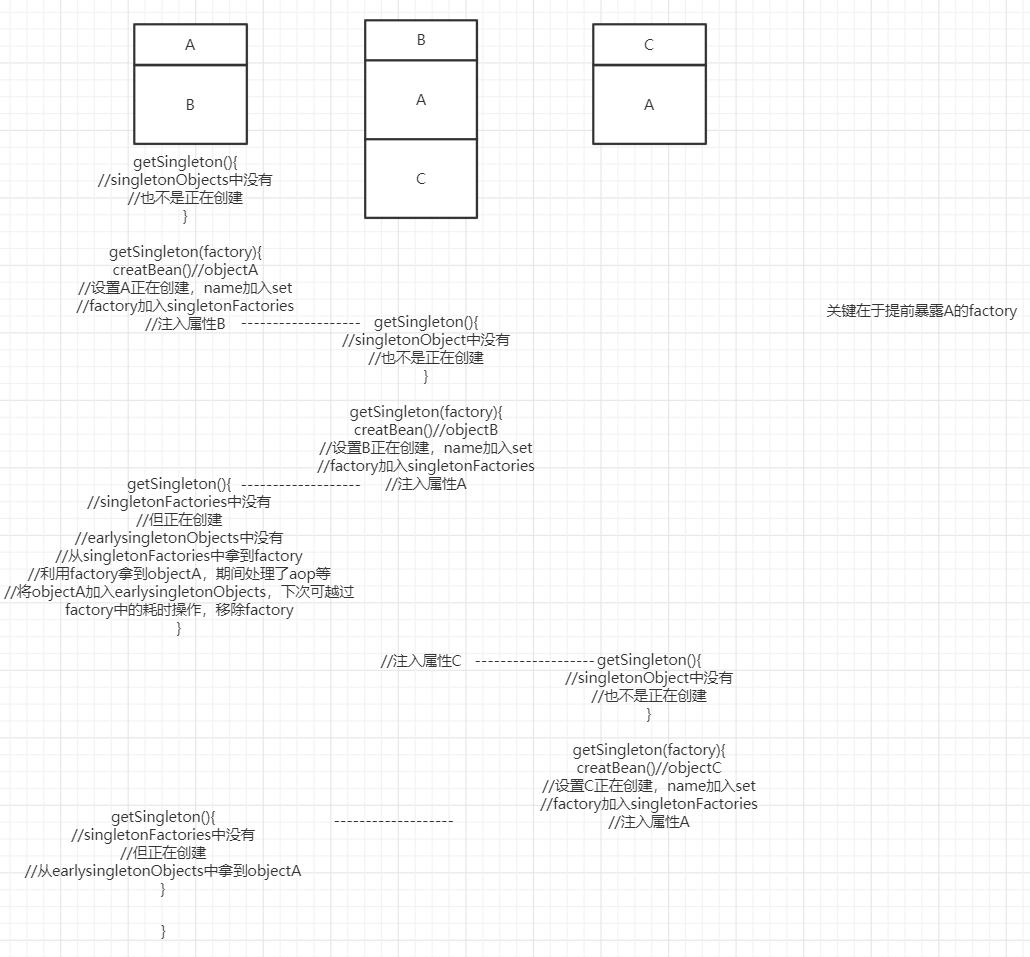 A
B
B
A
C
C
A
getSingleton(){
//singletonObjects中没有
//也不是正在创建
}
getSingleton(factory){
creatBean()//objectA
//设置A正在创建，name加入set
//factory加入singletonFactories
//注入属性B -------------------
getSingleton(){
//singletonObject中没有
//也不是正在创建
}
关键在于提前暴露A的factory
getSingleton(factory){
creatBean()//objectB
//设置B正在创建，name加入set
//factory加入singletonFactories
//注入属性A
getSingleton(){ -------------------
//singletonFactories中没有
//但正在创建
//earlysingletonObjects中没有
//从singletonFactories中拿到factory
//利用factory拿到objectA，期间处理了aop等
//将objectA加入earlysingletonObjects，下次可越过
factory中的耗时操作，移除factory
}
//注入属性C -------------------
getSingleton(){
//singletonObject中没有
//也不是正在创建
}
getSingleton(factory){
creatBean()//objectC
//设置C正在创建，name加入set
//factory加入singletonFactories
//注入属性A
getSingleton(){ -------------------
//singletonFactories中没有
//但正在创建
//从earlysingletonObjects中拿到objectA
}
}